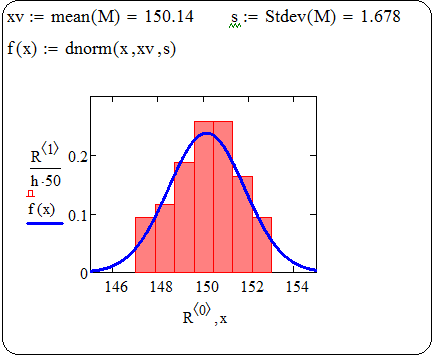 xv := mean(M) = 150.14 s := Stdev(M) = 1.678
f(x) := dnorm(x,xv,s)
R⟨1⟩
h·50
f(x)
0.2
0.1
0
146 148 150 152 154
R⟨0⟩,x